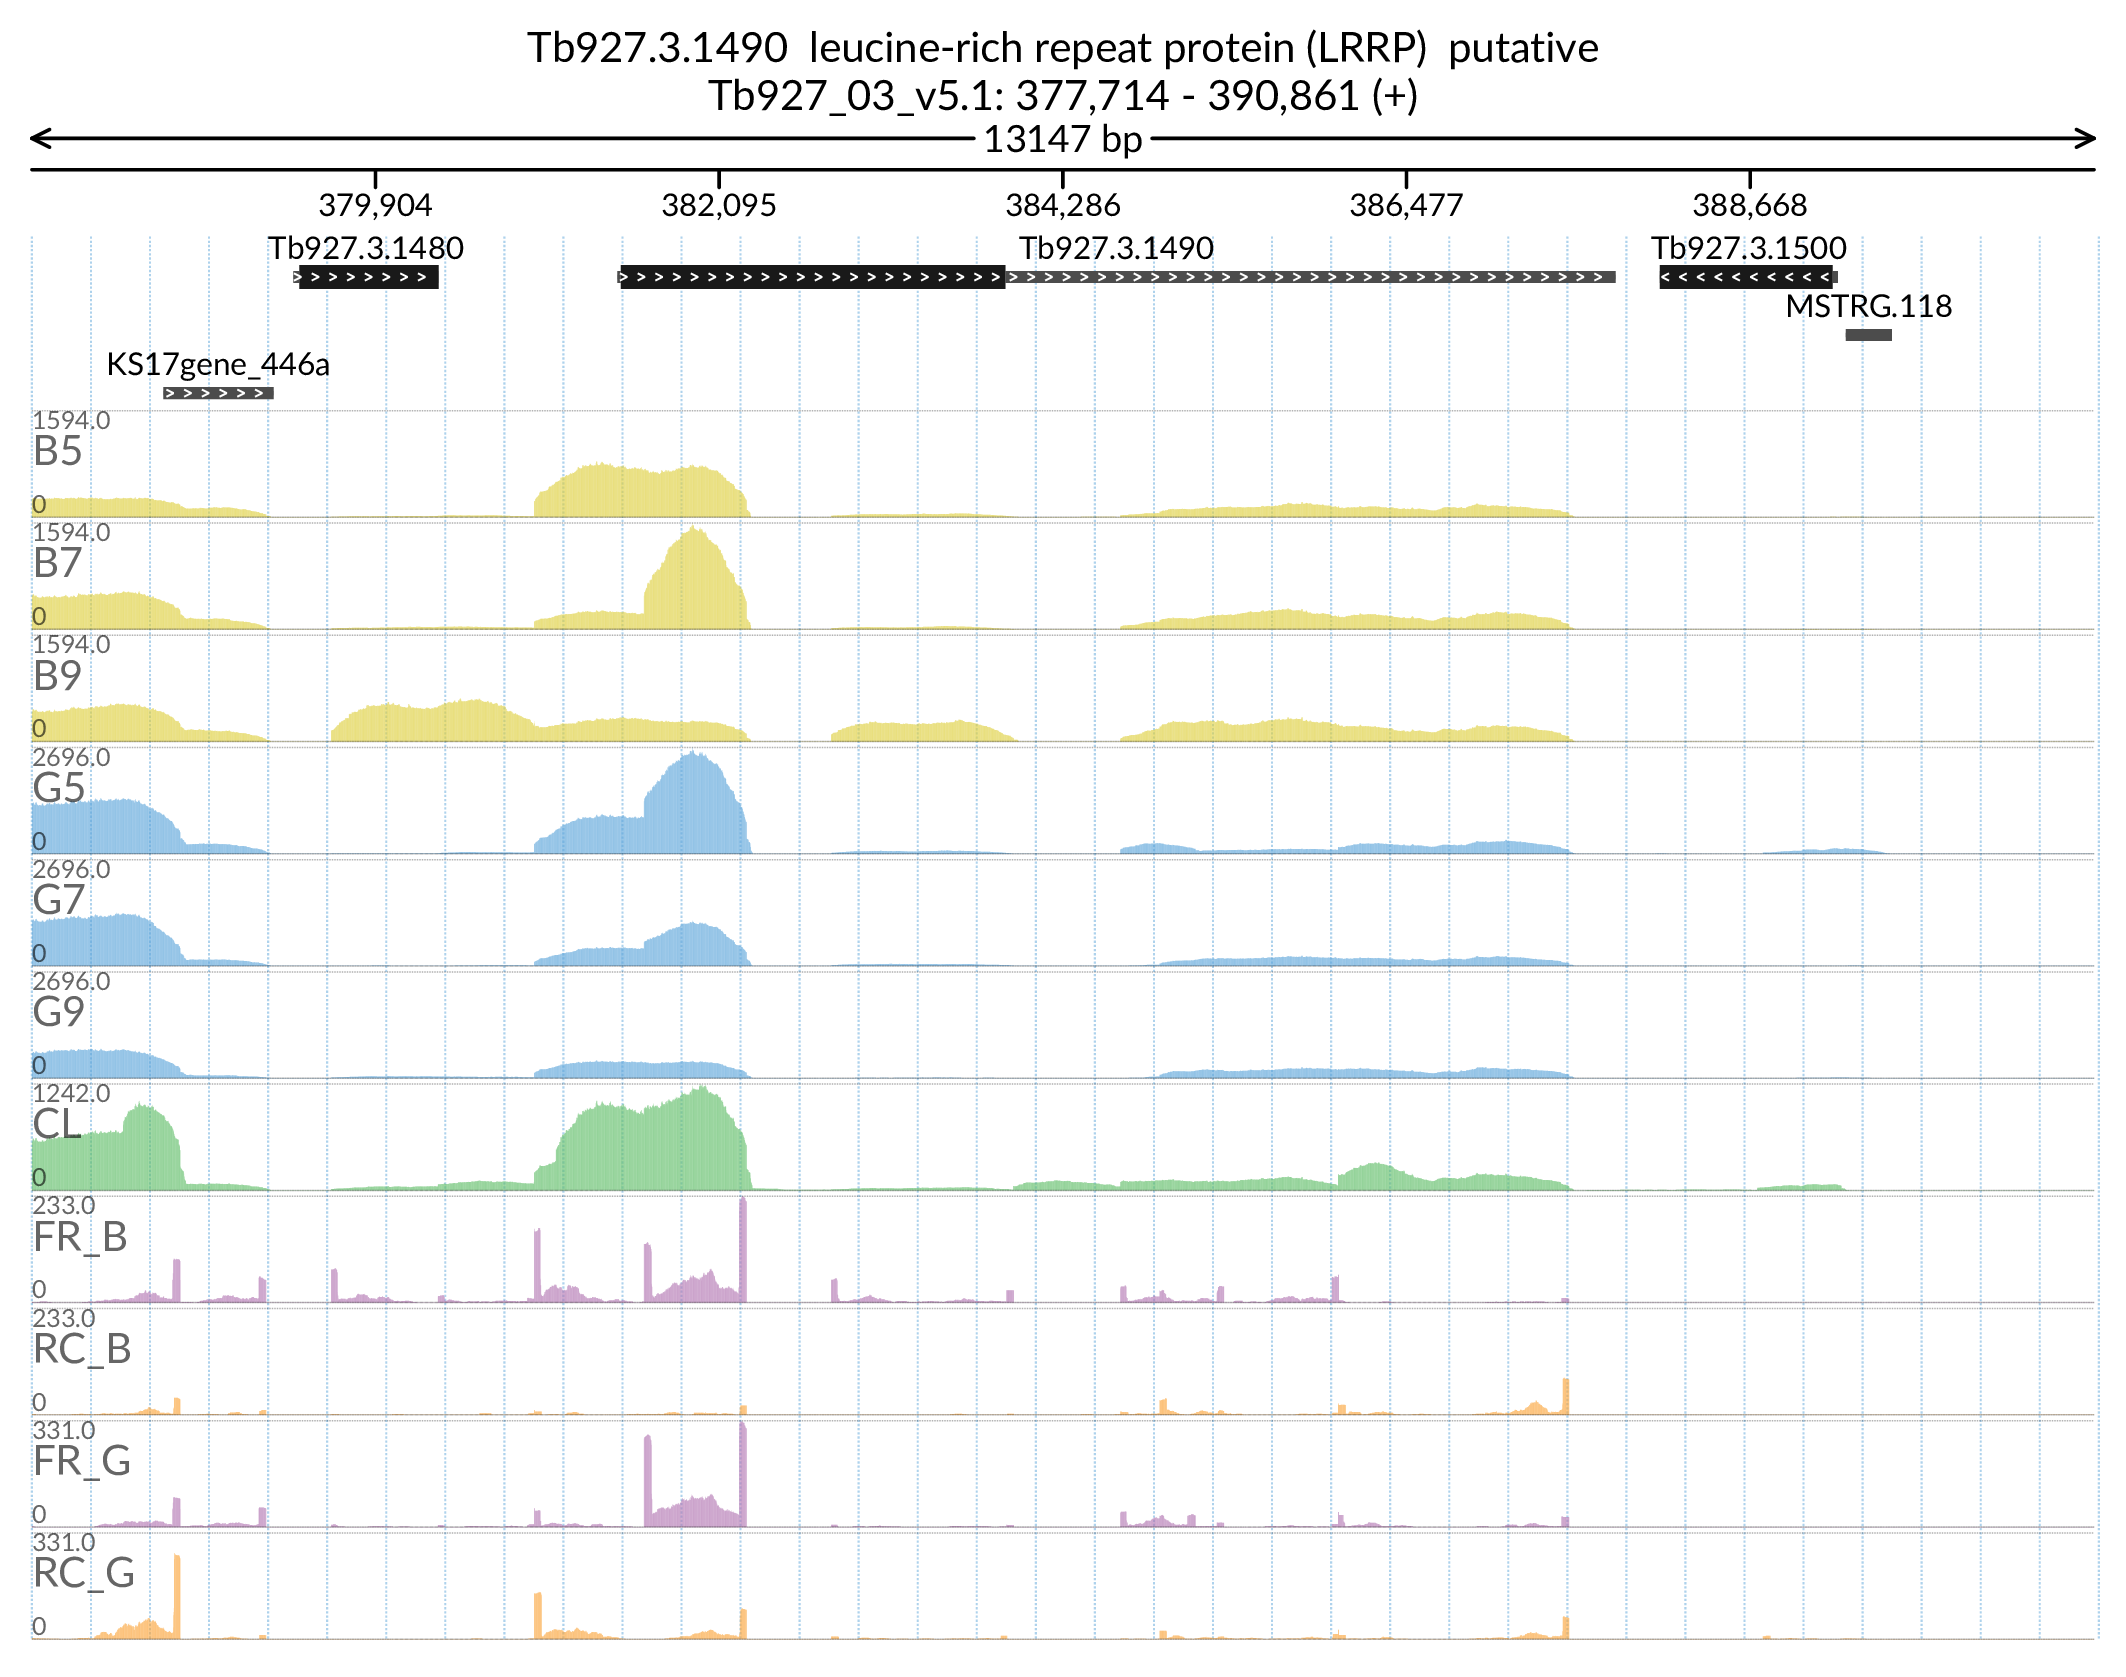 Tb927.3.1490 leucine-rich repeat protein (LRRP) putative
Tb927_03_v5.1: 377,714 - 390,861 (+)
13147 bp
379,904 382,095 384,286 386,477 388,668
Tb927.3.1480 Tb927.3.1490 Tb927.3.1500
MSTRG.118
KS17gene_446a
1594.0
B5
0
1594.0
B7
0
1594.0
B9
0
2696.0
G5
0
2696.0
G7
0
2696.0
G9
0
1242.0
CL
0
233.0
FR_B
0
233.0
RC_B
0
331.0
FR_G
0
331.0
RC_G
0